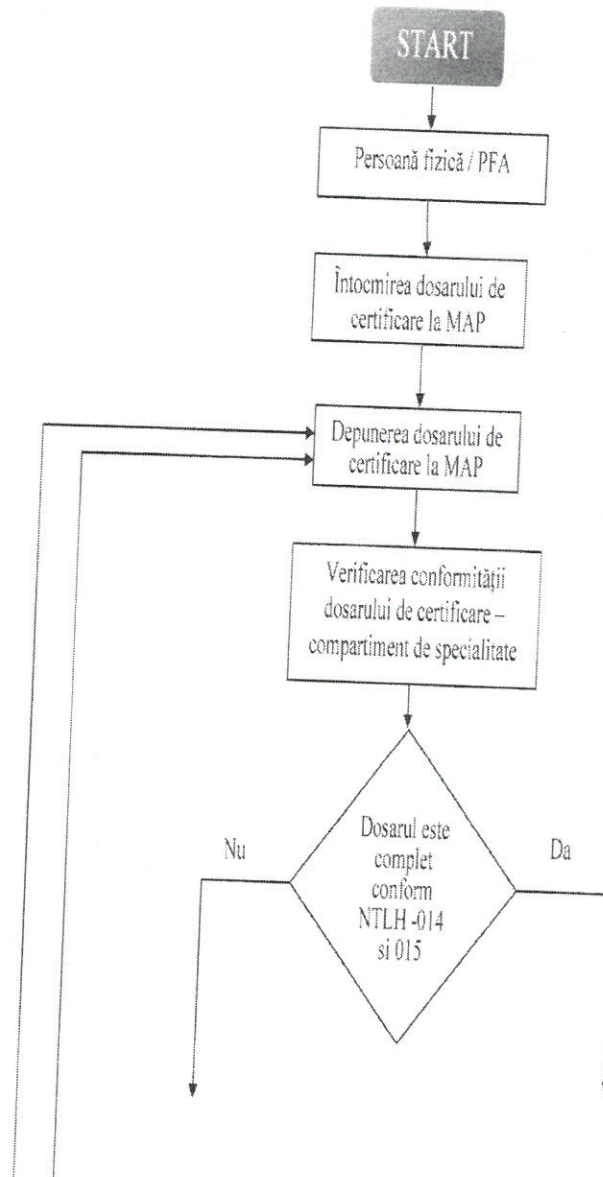 START
Persoană fizică / PFA
Întocmirea dosarului de
certificare la MAP
Depunerea dosarului de
certificare la MAP
Verificarea conformității
dosarului de certificare –
compartiment de specialitate
Nu
Dosarul este
complet
conform
NTLH -014
si 015
Da